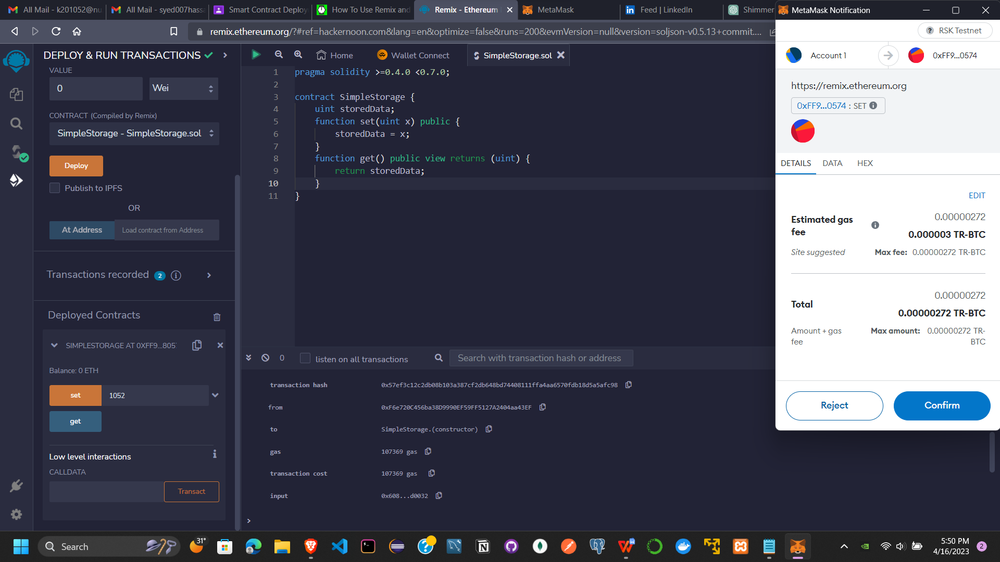 All Mail - k201052@nu
All Mail - syed007hass
Smart Contract Deploy
How To Use Remix and
Remix - Ethereum
MetaMask
Feed | LinkedIn
Shimmer
remix.ethereum.org/?#ref=hackernoon.com&lang=en&optimize=false&runs=200&evmVersion=null&version=soljson-v0.5.13+commit....
DEPLOY & RUN TRANSACTIONS
VALUE
0
Wei
CONTRACT (Compiled by Remix)
SimpleStorage - SimpleStorage.sol
Deploy
Publish to IPFS
OR
At Address
Load contract from Address
Transactions recorded 2
Deployed Contracts
SIMPLESTORAGE AT 0XFF9...805
Balance: 0 ETH
set
1052
get
Low level interactions
CALLDATA
Transact
Home
Wallet Connect
SimpleStorage.sol
1 pragma solidity >=0.4.0 <0.7.0;
2
3 contract SimpleStorage {
4 uint storedData;
5 function set(uint x) public {
6 storedData = x;
7 }
8 function get() public view returns (uint) {
9 return storedData;
10 }
11 }
0
listen on all transactions
Search with transaction hash or address
transaction hash 0x57ef3c12c2db08b103a387cf2db648bd74408111ffa4aa6570fdb18d5a5afc98
from 0xF6e720C456ba38D9990EF59FF5127A2404aa43EF
to SimpleStorage.(constructor)
gas 107369 gas
transaction cost 107369 gas
input 0x608...d0032
>
MetaMask Notification
RSK Testnet
Account 1
0xFF9...0574
https://remix.ethereum.org
0xFF9...0574 : SET
DETAILS
DATA
HEX
EDIT
Estimated gas fee
0.00000272
0.000003 TR-BTC
Site suggested
Max fee: 0.00000272 TR-BTC
Total
0.00000272
0.00000272 TR-BTC
Amount + gas fee
Max amount: 0.00000272 TR-BTC
Reject
Confirm
Search
31°
5:50 PM
4/16/2023
2